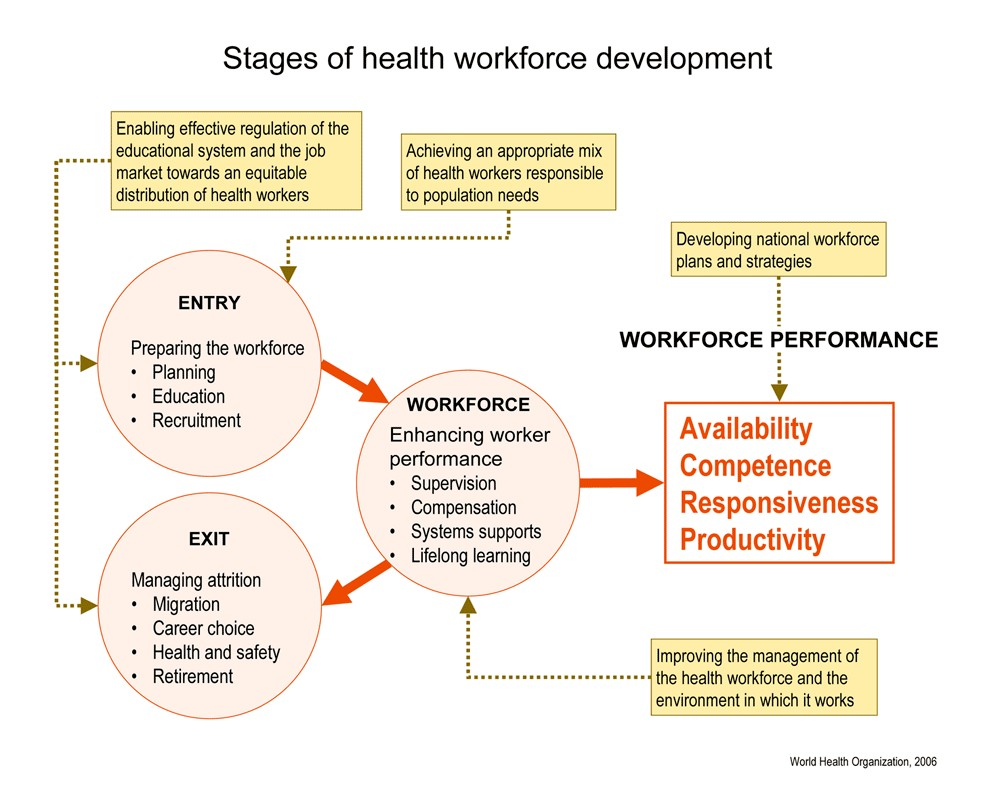 Stages of health workforce development
Enabling effective regulation of the
educational system and the job
market towards an equitable
distribution of health workers
Achieving an appropriate mix
of health workers responsible
to population needs
Developing national workforce
plans and strategies
ENTRY
Preparing the workforce
• Planning
• Education
• Recruitment
WORKFORCE PERFORMANCE
WORKFORCE
Enhancing worker
performance
• Supervision
• Compensation
• Systems supports
• Lifelong learning
Availability
Competence
Responsiveness
Productivity
EXIT
Managing attrition
• Migration
• Career choice
• Health and safety
• Retirement
Improving the management of
the health workforce and the
environment in which it works
World Health Organization, 2006